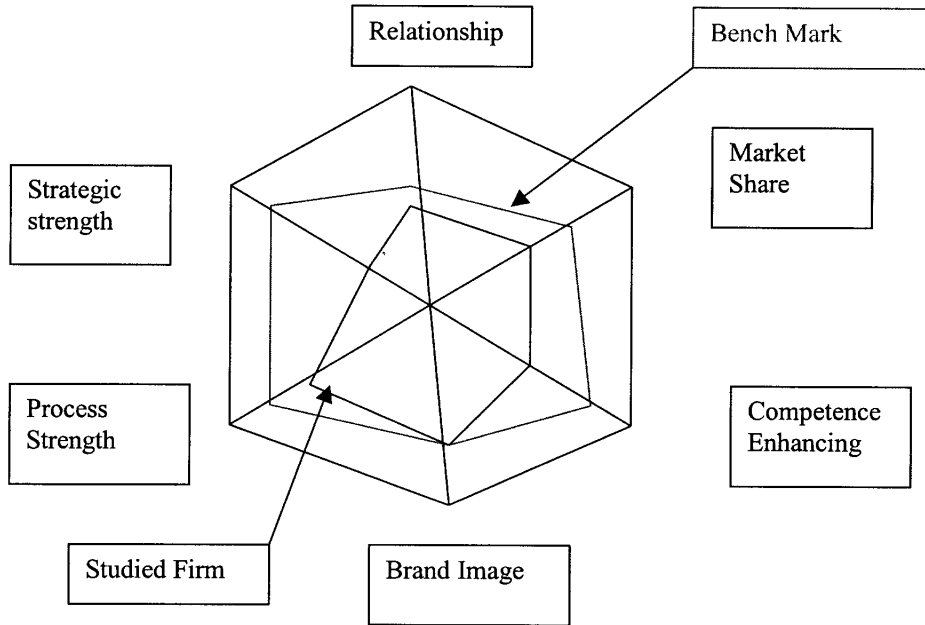 Relationship
Bench Mark
Market
Share
Strategic
strength
Process
Strength
Competence
Enhancing
Studied Firm
Brand Image